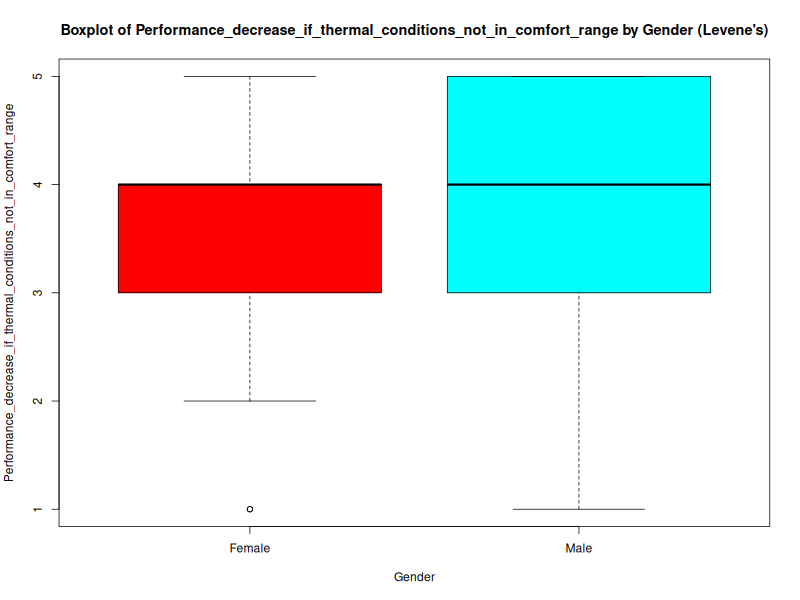 Boxplot of Performance_decrease_if_thermal_conditions_not_in_comfort_range by Gender (Levene's)
Performance_decrease_if_thermal_conditions_not_in_comfort_range
5
4
3
2
1
Female
Male
Gender